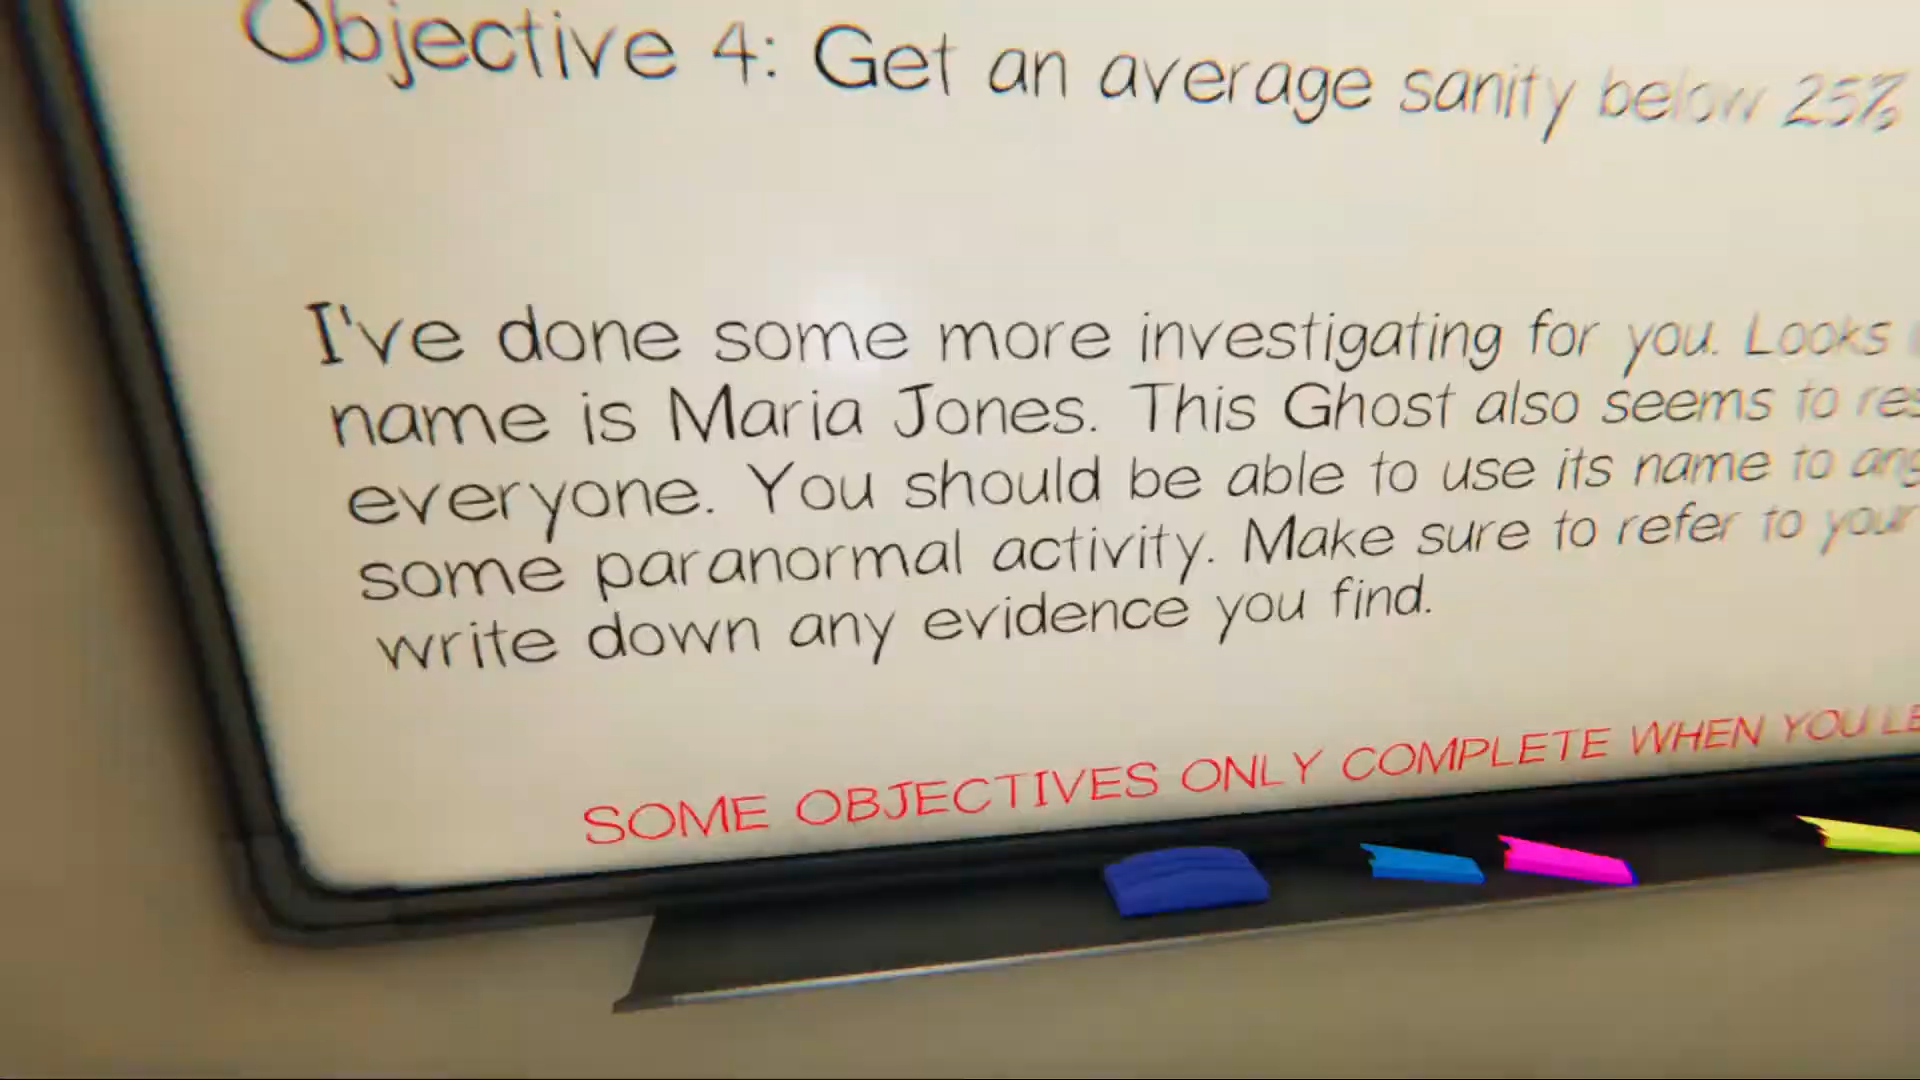 Objective 4: Get an average sanity below 25%
I've done some more investigating for you. Looks
name is Maria Jones. This Ghost also seems to
everyone. You should be able to use its name to
some paranormal activity. Make sure to refer to your
write down any evidence you find.
SOME OBJECTIVES ONLY COMPLETE WHEN YOU